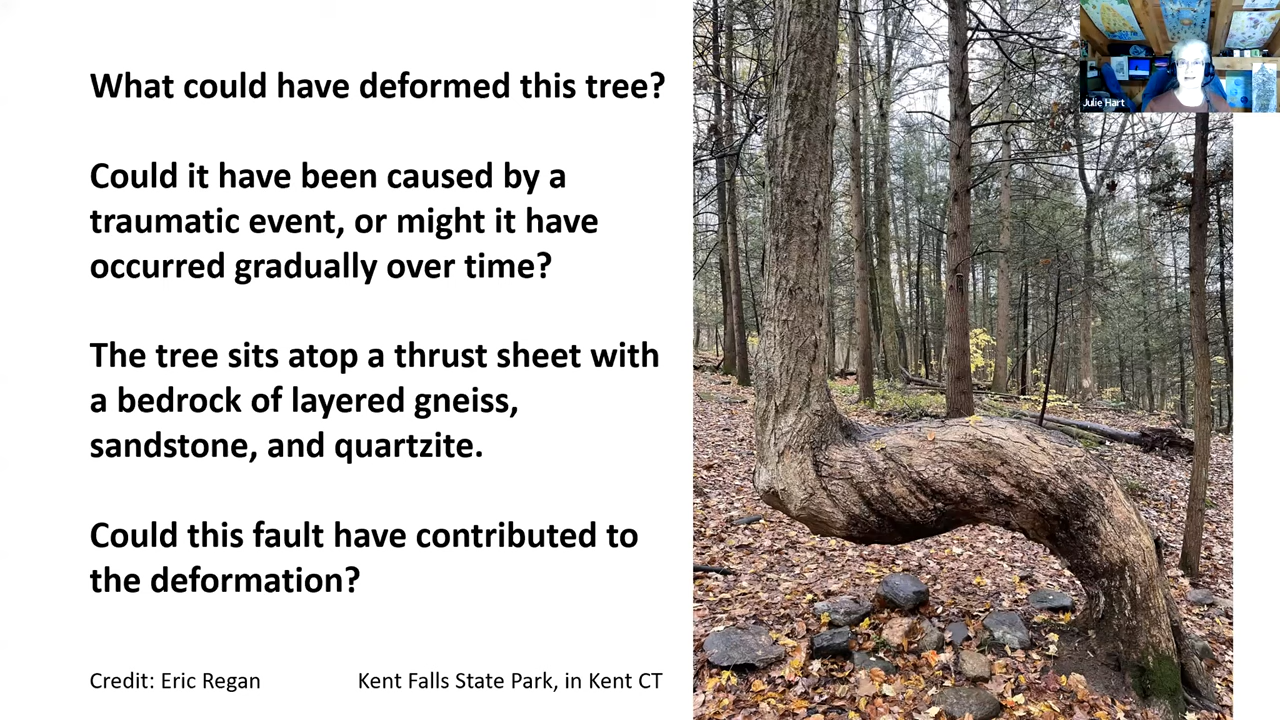 What could have deformed this tree?
Could it have been caused by a
traumatic event, or might it have
occurred gradually over time?
The tree sits atop a thrust sheet with
a bedrock of layered gneiss,
sandstone, and quartzite.
Could this fault have contributed to
the deformation?
Credit: Eric Regan
Kent Falls State Park, in Kent CT
Julie Hart